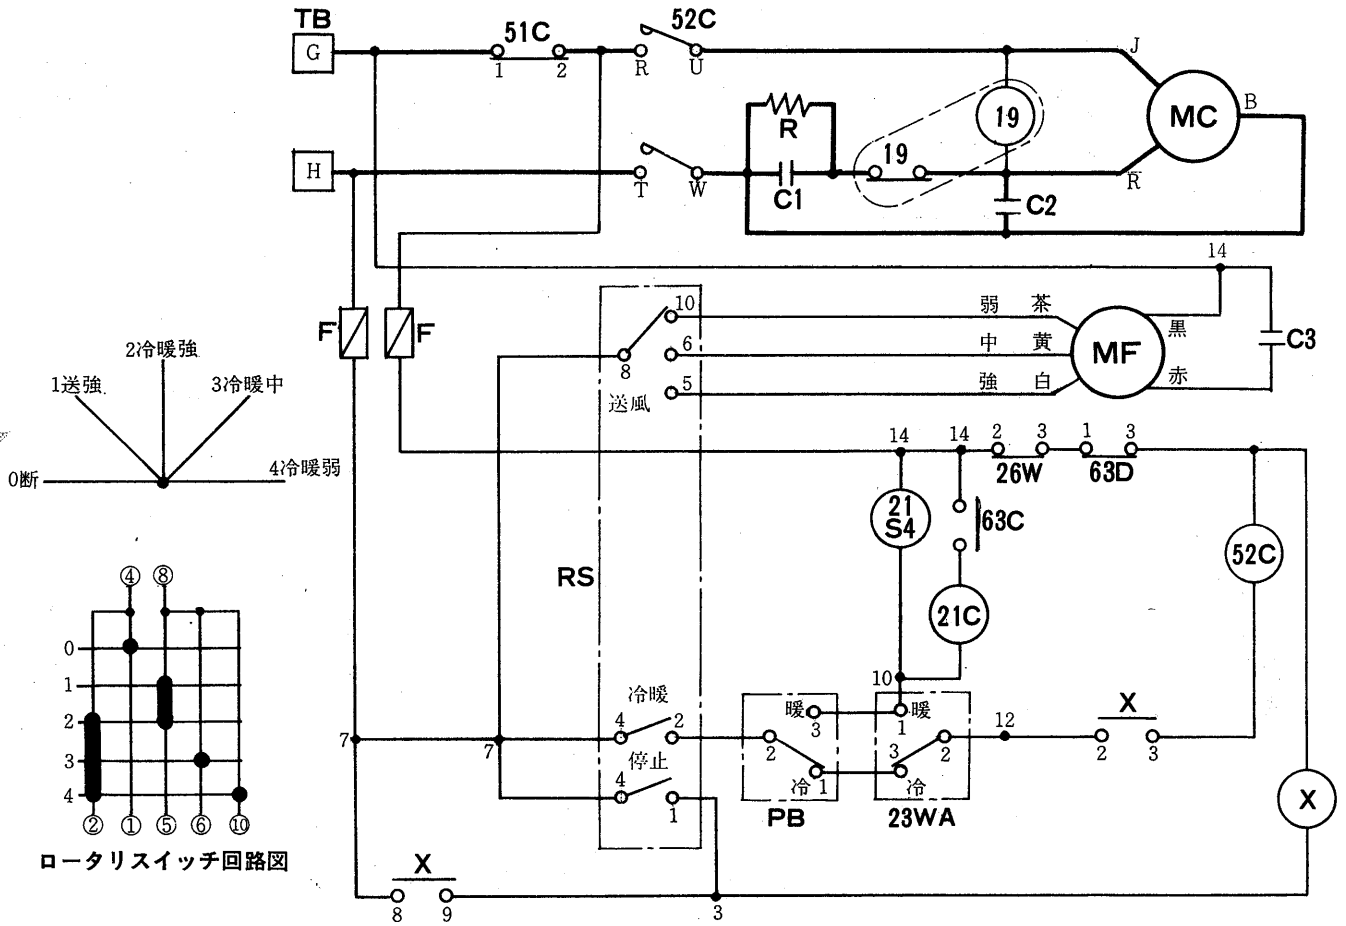 TB
G
51C
1 2
52C
R U
J
MC
B
19
R
19
H
T W
C1
C2
R
14
F
F
10
弱 茶
6
中 黄
8
5
強 白
送風
MF
黒
赤
C3
0断
1送強
2冷暖強
3冷暖中
4冷暖弱
14
14
2 3
26W
1 3
63D
21
S4
63C
21C
52C
RS
10
④ ⑧
0
1
2
3
4
② ① ⑤ ⑥ ⑩
ロータリスイッチ回路図
7
7
冷暖
4 2
停止
4
1
暖
3
2
冷 1
PB
暖
1
3
2
冷
23WA
12
X
2 3
X
X
8 9
3